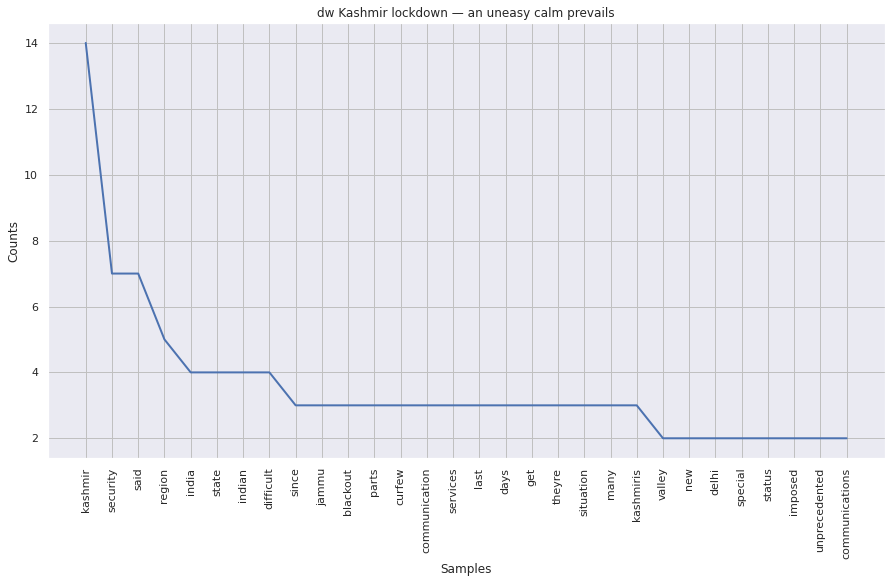 dw Kashmir lockdown — an uneasy calm prevails
Counts
14
12
10
8
6
4
2
kashmir
security
said
region
india
state
indian
difficult
since
jammu
blackout
parts
curfew
communication
services
last
days
get
theyre
situation
many
kashmiris
valley
new
delhi
special
status
imposed
unprecedented
communications
Samples